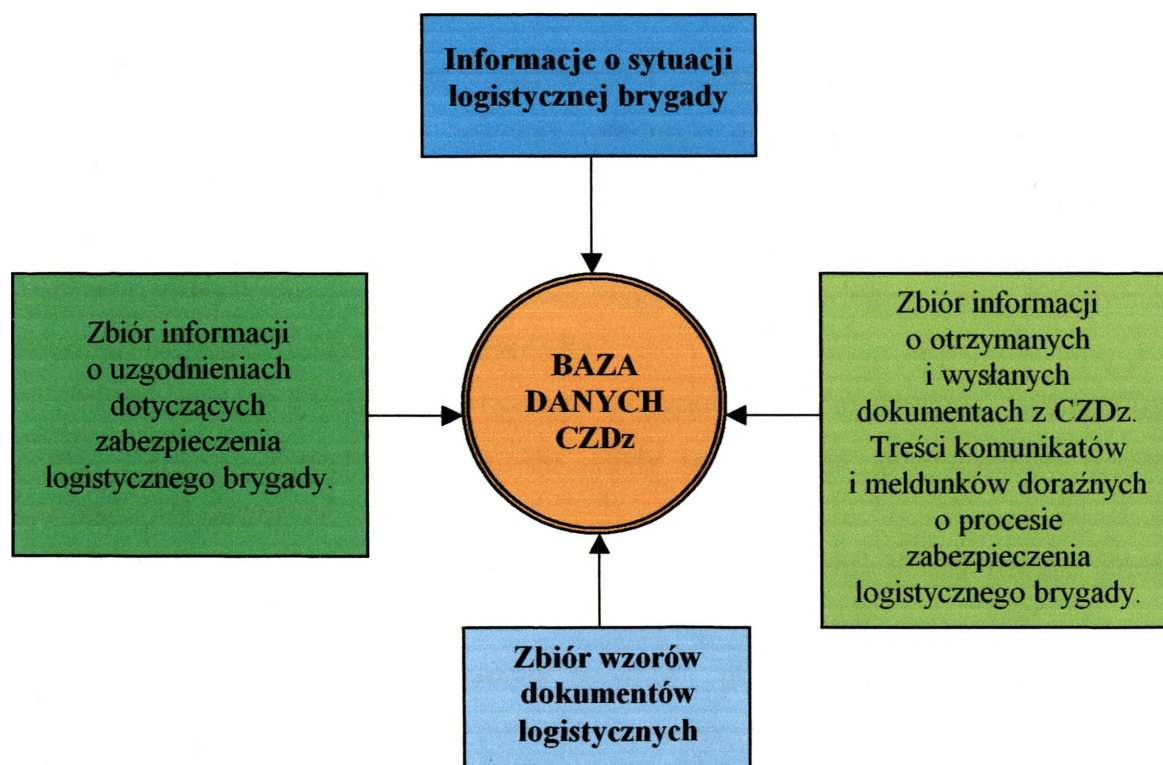 Informacje o sytuacji
logistycznej brygady
Zbiór informacji
o uzgodnieniach
dotyczących
zabezpieczenia
logistycznego brygady.
BAZA
DANYCH
CZDz
Zbiór informacji
o otrzymanych
i wysłanych
dokumentach z CZDz.
Treści komunikatów
i meldunków doraźnych
o procesie
zabezpieczenia
logistycznego brygady.
Zbiór wzorów
dokumentów
logistycznych